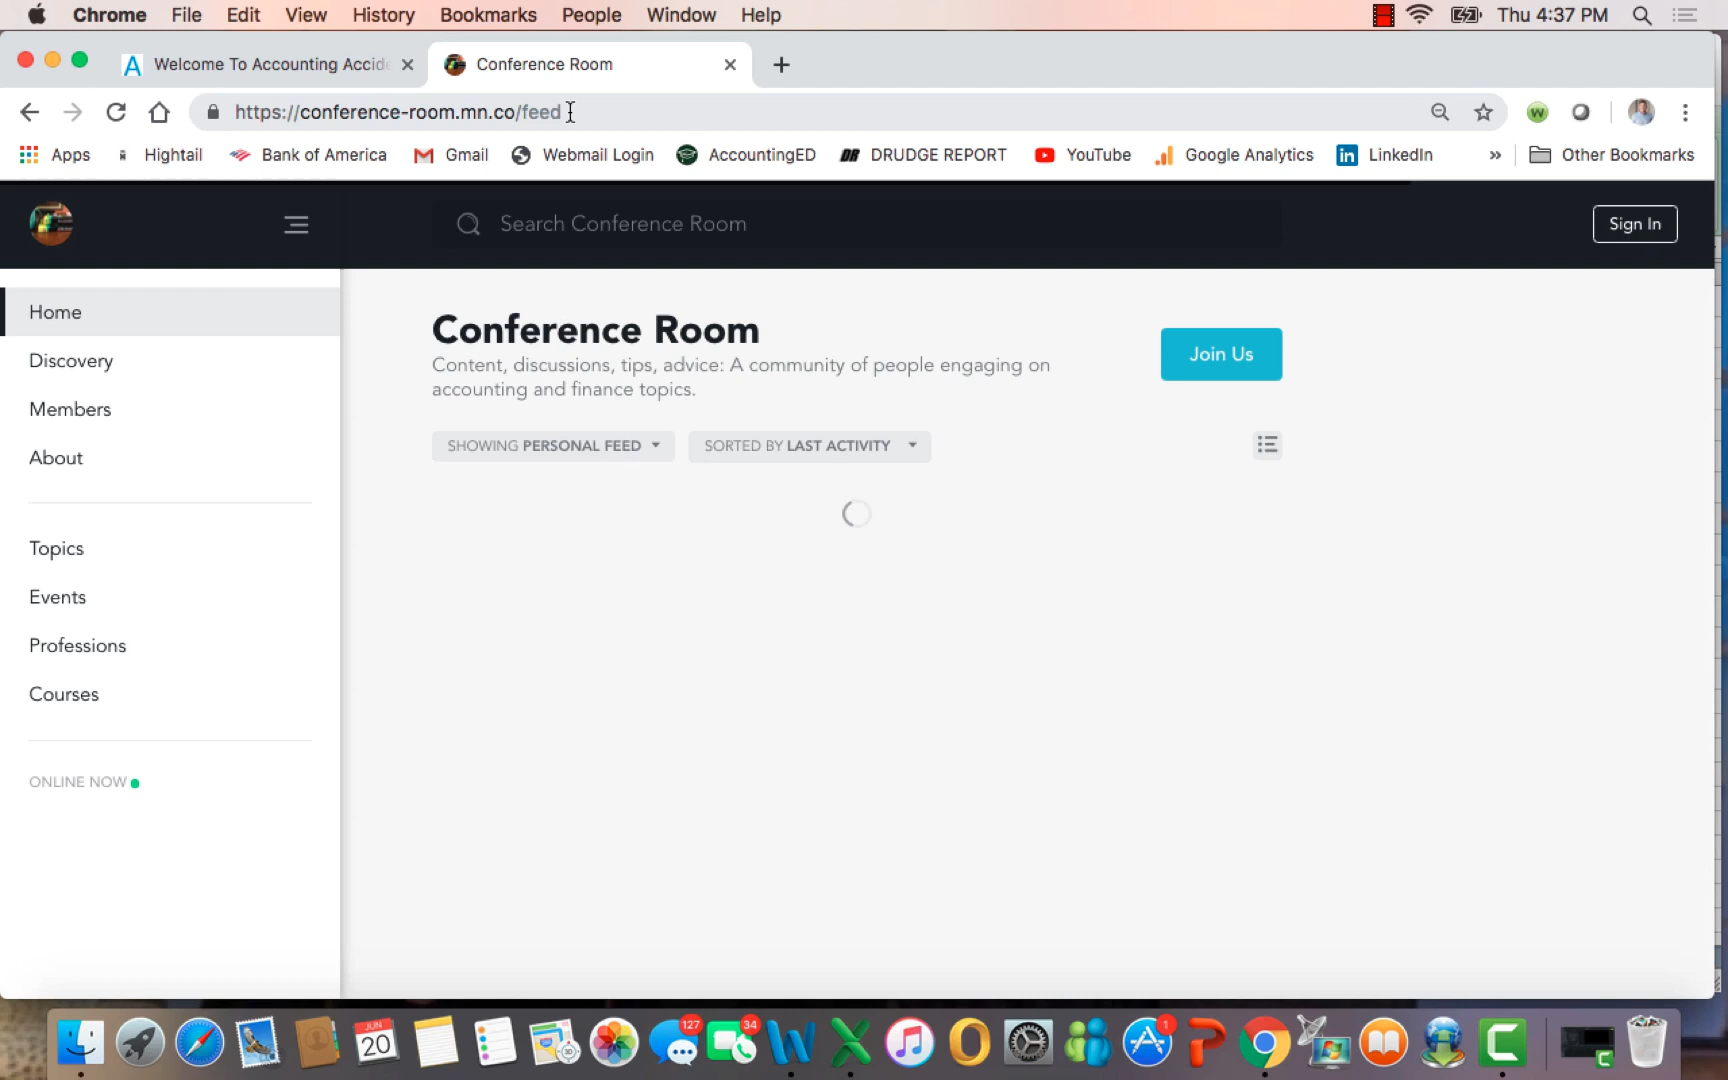 Chrome File Edit View History Bookmarks People Window Help Thu 4:37 PM
Welcome To Accounting Accid Conference Room
https://conference-room.mn.co/feed
Apps Hightail Bank of America Gmail Webmail Login AccountingED DRUDGE REPORT YouTube Google Analytics LinkedIn » Other Bookmarks
Search Conference Room Sign In
Home
Discovery
Members
About
Topics
Events
Professions
Courses
ONLINE NOW
Conference Room
Content, discussions, tips, advice: A community of people engaging on
accounting and finance topics.
Join Us
SHOWING PERSONAL FEED SORTED BY LAST ACTIVITY
JUN
20
127
34
1